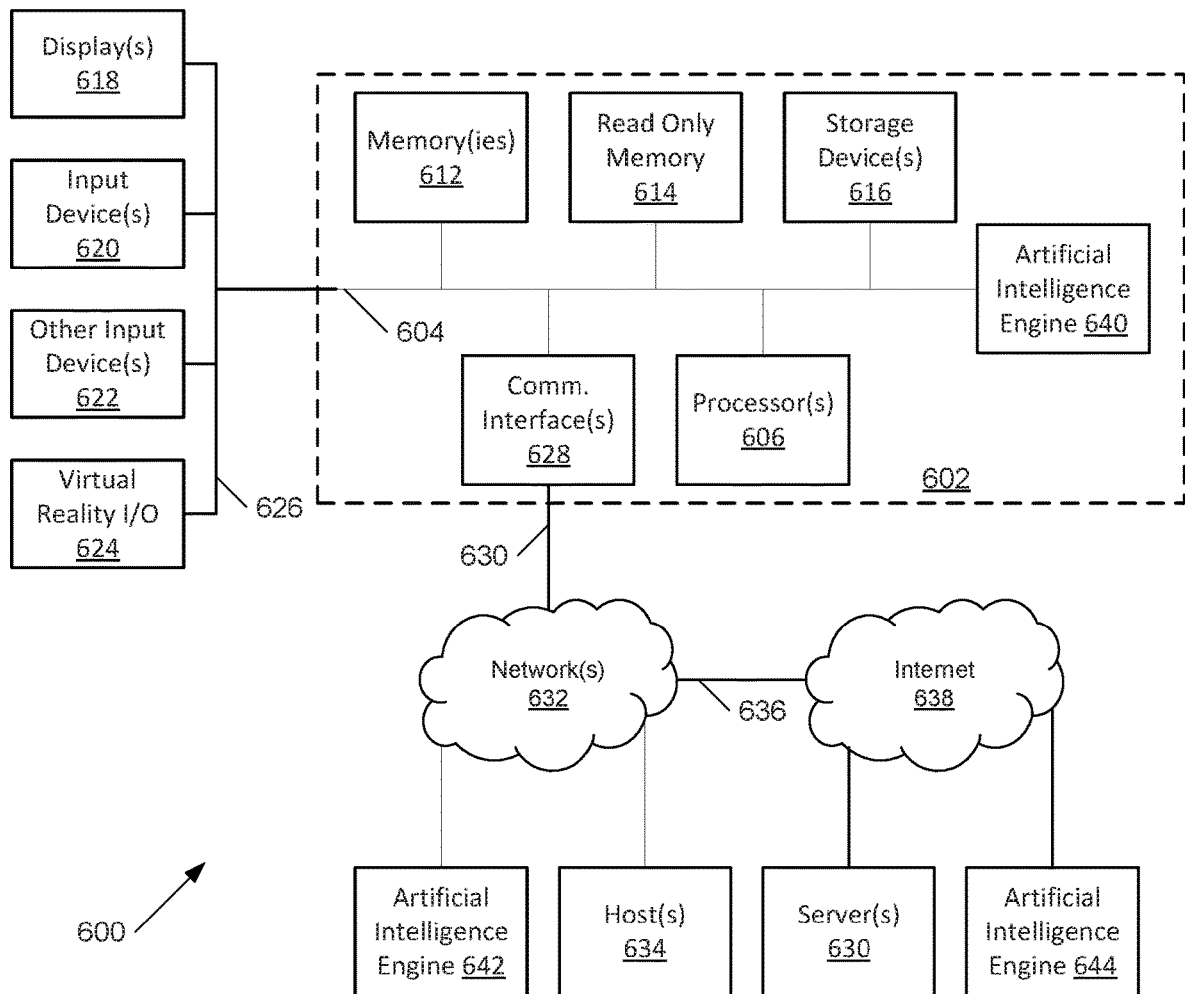 Display(s)
618
Input
Device(s)
620
Other Input
Device(s)
622
Virtual
Reality I/O
624
626
Memory(ies)
612
Read Only
Memory
614
Storage
Device(s)
616
Artificial
Intelligence
Engine 640
604
Comm.
Interface(s)
628
Processor(s)
606
602
630
Network(s)
632
636
Internet
638
600
Artificial
Intelligence
Engine 642
Host(s)
634
Server(s)
630
Artificial
Intelligence
Engine 644